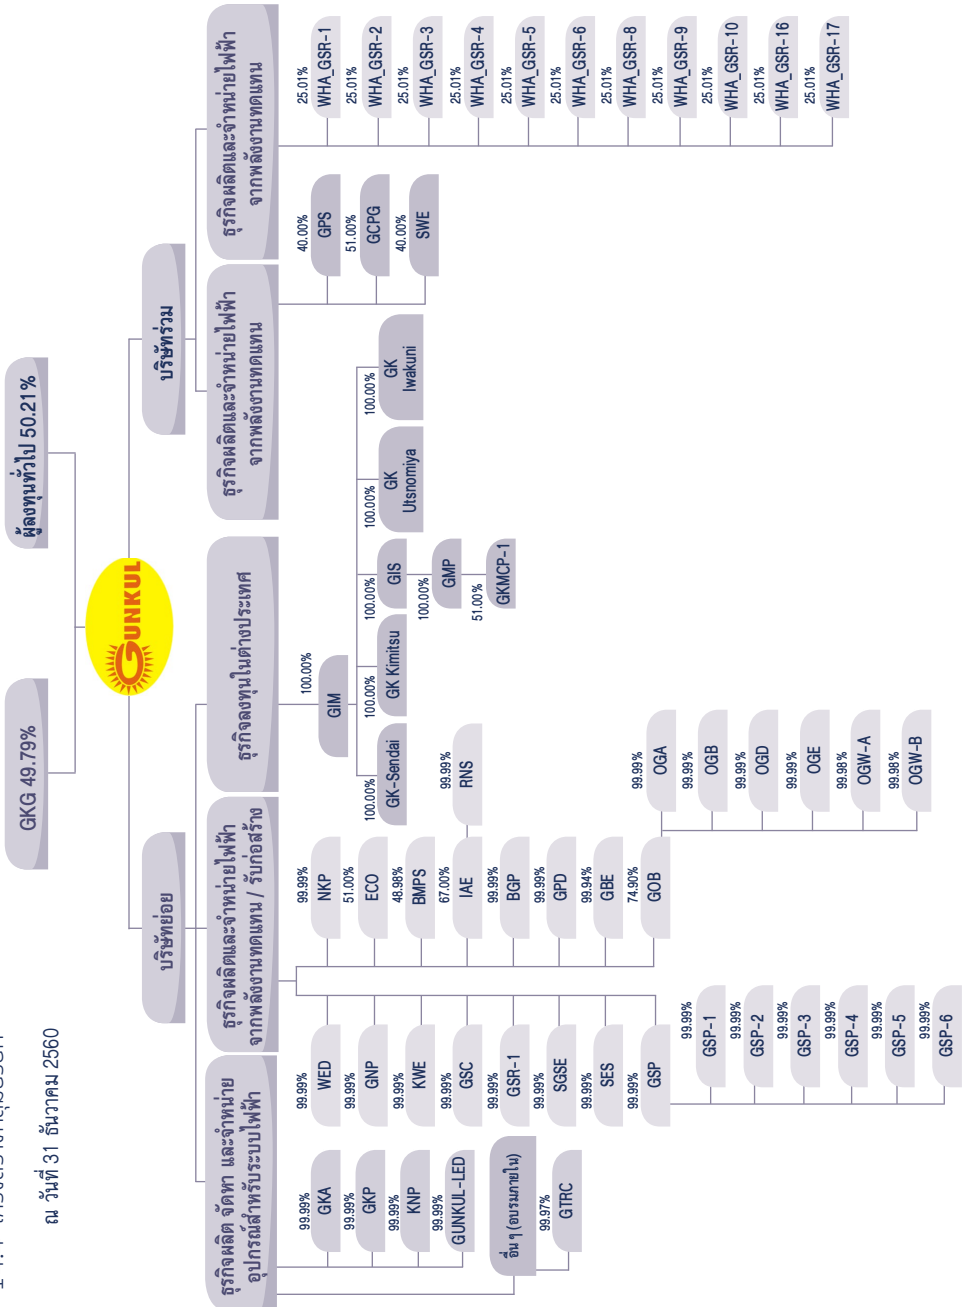 ณ วันที่ 31 ธันวาคม 2560
GKG 49.79%
ผู้ลงทุนทั่วไป 50.21%
GUNKUL
บริษัทย่อย
บริษัทร่วม
ธุรกิจผลิต จัดหา และจำหน่าย
อุปกรณ์สำหรับระบบไฟฟ้า
99.99%
GKA
99.99%
GKP
99.99%
KNP
99.99%
GUNKUL-LED
อื่น ๆ (อบรมภายใน)
99.97%
GTRC
ธุรกิจผลิตและจำหน่ายไฟฟ้า
จากพลังงานทดแทน / รับก่อสร้าง
99.99%
WED
99.99%
GNP
99.99%
KWE
99.99%
GSC
99.99%
GSR-1
99.99%
SGSE
99.99%
SES
99.99%
GSP
99.99%
GSP-1
99.99%
GSP-2
99.99%
GSP-3
99.99%
GSP-4
99.99%
GSP-5
99.99%
GSP-6
99.99%
NKP
51.00%
ECO
48.98%
BMPS
67.00%
IAE
99.99%
RNS
99.99%
BGP
99.99%
GPD
99.94%
GBE
74.90%
GOB
99.99%
OGA
99.99%
OGB
99.99%
OGD
99.99%
OGE
99.98%
OGW-A
99.98%
OGW-B
ธุรกิจลงทุนในต่างประเทศ
100.00%
GIM
100.00%
GK-Sendai
100.00%
GK Kimitsu
100.00%
GIS
100.00%
GMP
51.00%
GKMCP-1
100.00%
GK
Utsnomiya
100.00%
GK
Iwakuni
ธุรกิจผลิตและจำหน่ายไฟฟ้า
จากพลังงานทดแทน
40.00%
GPS
51.00%
GCPG
40.00%
SWE
ธุรกิจผลิตและจำหน่ายไฟฟ้า
จากพลังงานทดแทน
25.01%
WHA_GSR-1
25.01%
WHA_GSR-2
25.01%
WHA_GSR-3
25.01%
WHA_GSR-4
25.01%
WHA_GSR-5
25.01%
WHA_GSR-6
25.01%
WHA_GSR-8
25.01%
WHA_GSR-9
25.01%
WHA_GSR-10
25.01%
WHA_GSR-16
25.01%
WHA_GSR-17